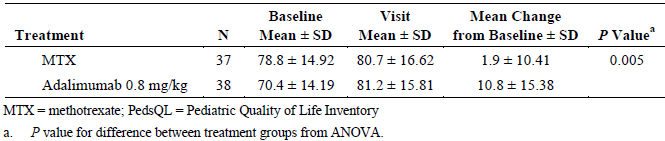 Baseline Visit Mean Change
Treatment N Mean ± SD Mean ± SD from Baseline ± SD P Valueᵃ
MTX 37 78.8 ± 14.92 80.7 ± 16.62 1.9 ± 10.41 0.005
Adalimumab 0.8 mg/kg 38 70.4 ± 14.19 81.2 ± 15.81 10.8 ± 15.38
MTX = methotrexate; PedsQL = Pediatric Quality of Life Inventory
a. P value for difference between treatment groups from ANOVA.